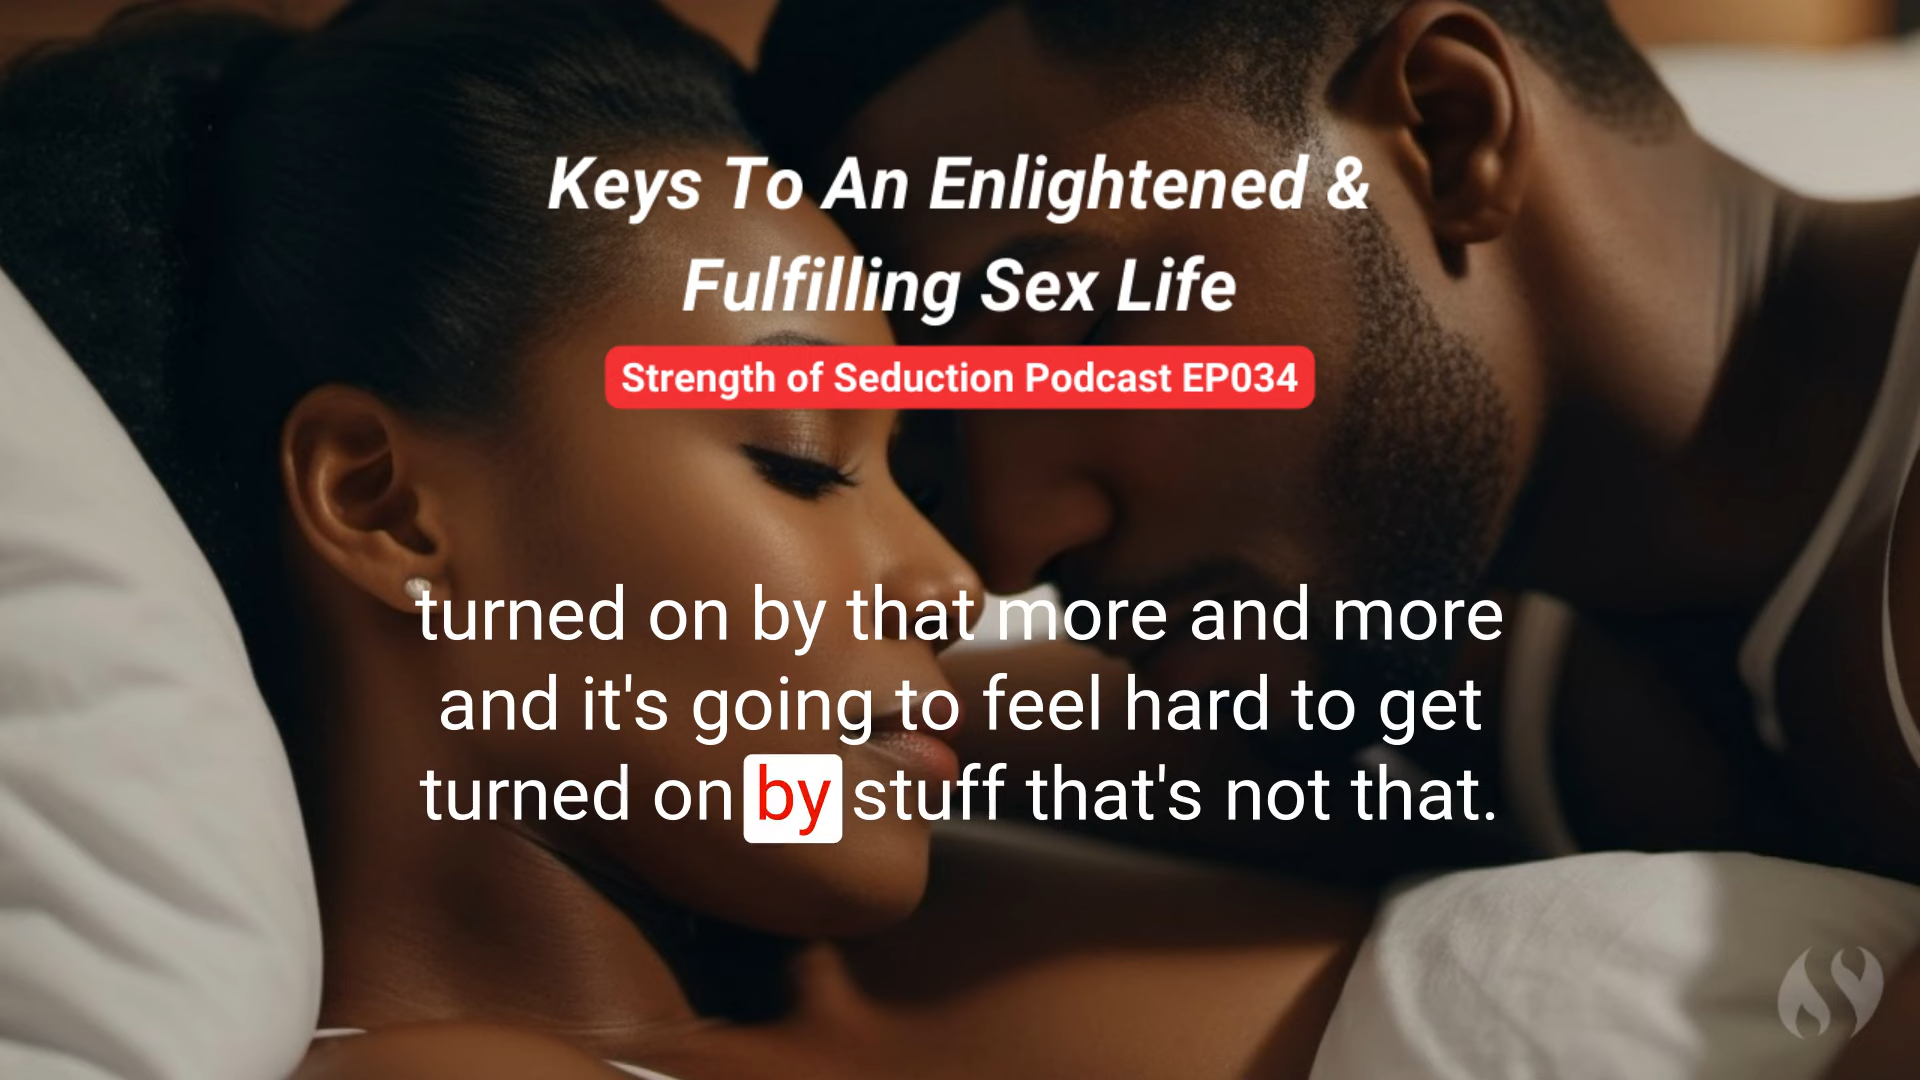 Keys To An Enlightened &
Fulfilling Sex Life
Strength of Seduction Podcast EP034
turned on by that more and more
and it's going to feel hard to get
turned on by stuff that's not that.